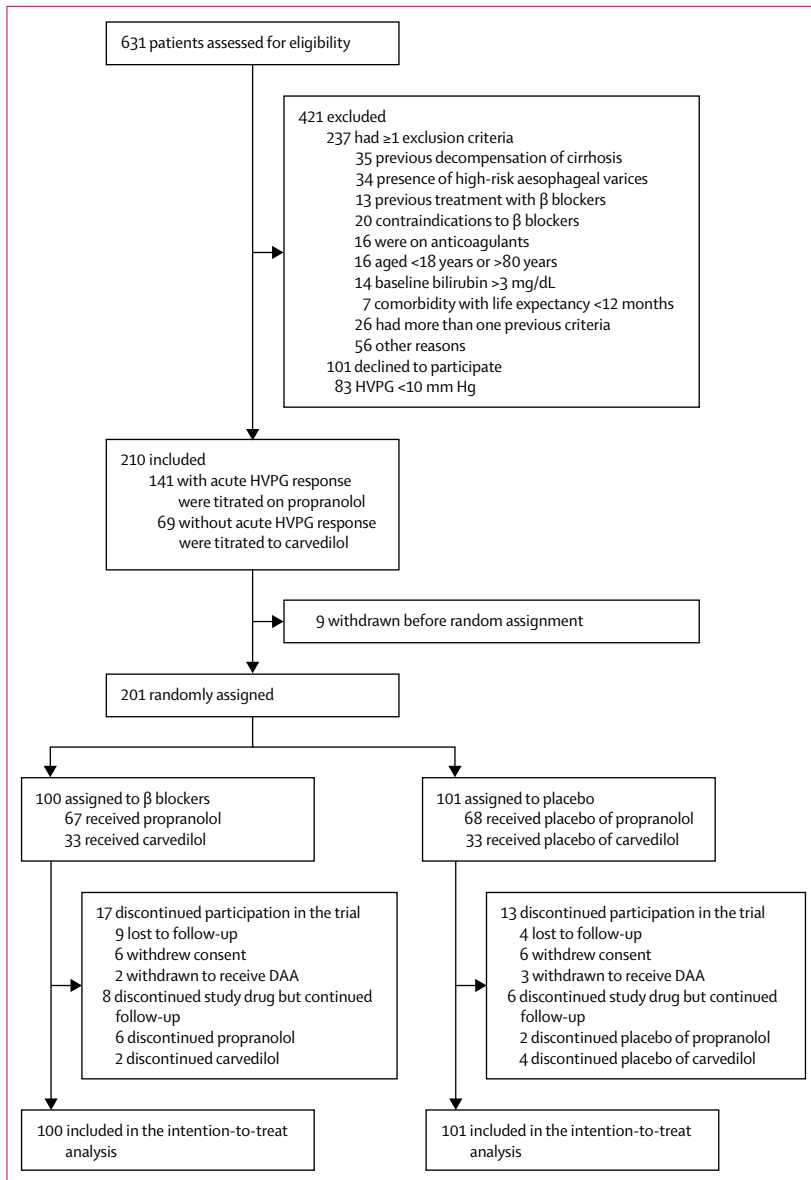 631 patients assessed for eligibility
421 excluded
237 had ≥1 exclusion criteria
35 previous decompensation of cirrhosis
34 presence of high-risk aesophageal varices
13 previous treatment with β blockers
20 contraindications to β blockers
16 were on anticoagulants
16 aged <18 years or >80 years
14 baseline bilirubin >3 mg/dL
7 comorbidity with life expectancy <12 months
26 had more than one previous criteria
56 other reasons
101 declined to participate
83 HVPG <10 mm Hg
210 included
141 with acute HVPG response
were titrated on propranolol
69 without acute HVPG response
were titrated to carvedilol
9 withdrawn before random assignment
201 randomly assigned
100 assigned to β blockers
67 received propranolol
33 received carvedilol
101 assigned to placebo
68 received placebo of propranolol
33 received placebo of carvedilol
17 discontinued participation in the trial
9 lost to follow-up
6 withdrew consent
2 withdrawn to receive DAA
8 discontinued study drug but continued
follow-up
6 discontinued propranolol
2 discontinued carvedilol
13 discontinued participation in the trial
4 lost to follow-up
6 withdrew consent
3 withdrawn to receive DAA
6 discontinued study drug but continued
follow-up
2 discontinued placebo of propranolol
4 discontinued placebo of carvedilol
100 included in the intention-to-treat
analysis
101 included in the intention-to-treat
analysis